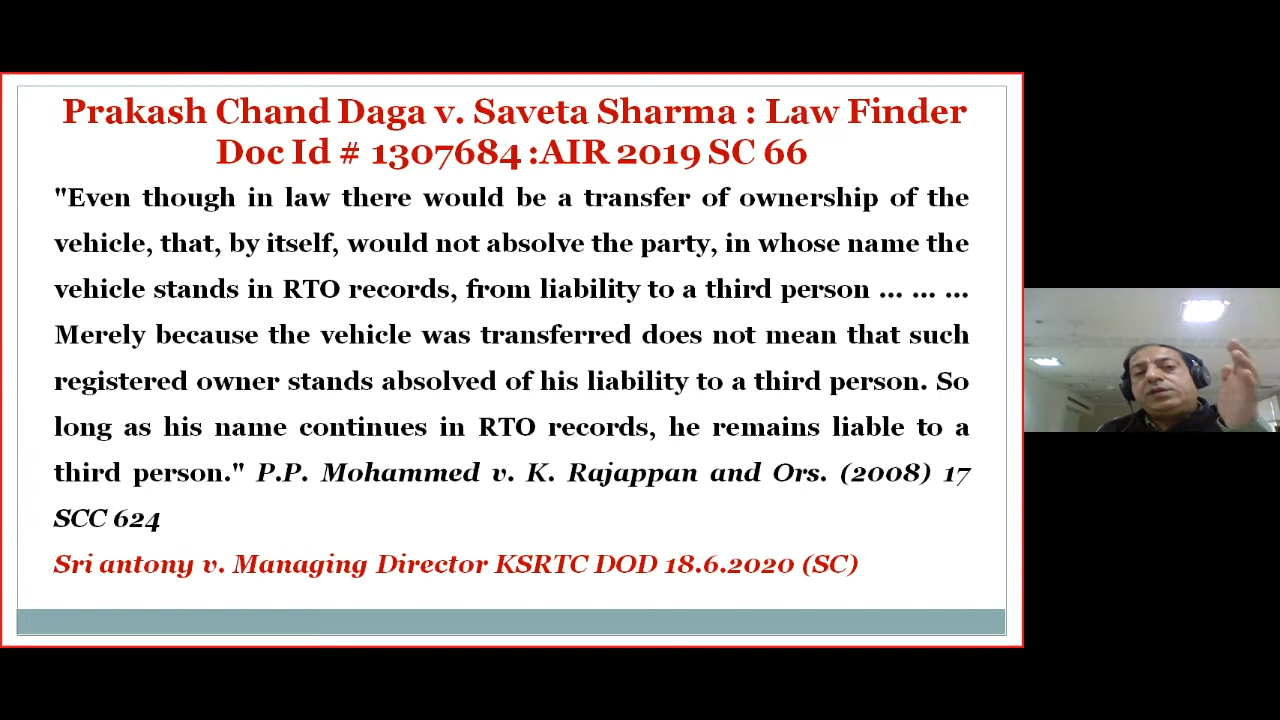 Prakash Chand Daga v. Saveta Sharma : Law Finder
Doc Id # 1307684 :AIR 2019 SC 66
"Even though in law there would be a transfer of ownership of the
vehicle, that, by itself, would not absolve the party, in whose name the
vehicle stands in RTO records, from liability to a third person ... ... ...
Merely because the vehicle was transferred does not mean that such
registered owner stands absolved of his liability to a third person. So
long as his name continues in RTO records, he remains liable to a
third person." P.P. Mohammed v. K. Rajappan and Ors. (2008) 17
SCC 624
Sri antony v. Managing Director KSRTC DOD 18.6.2020 (SC)